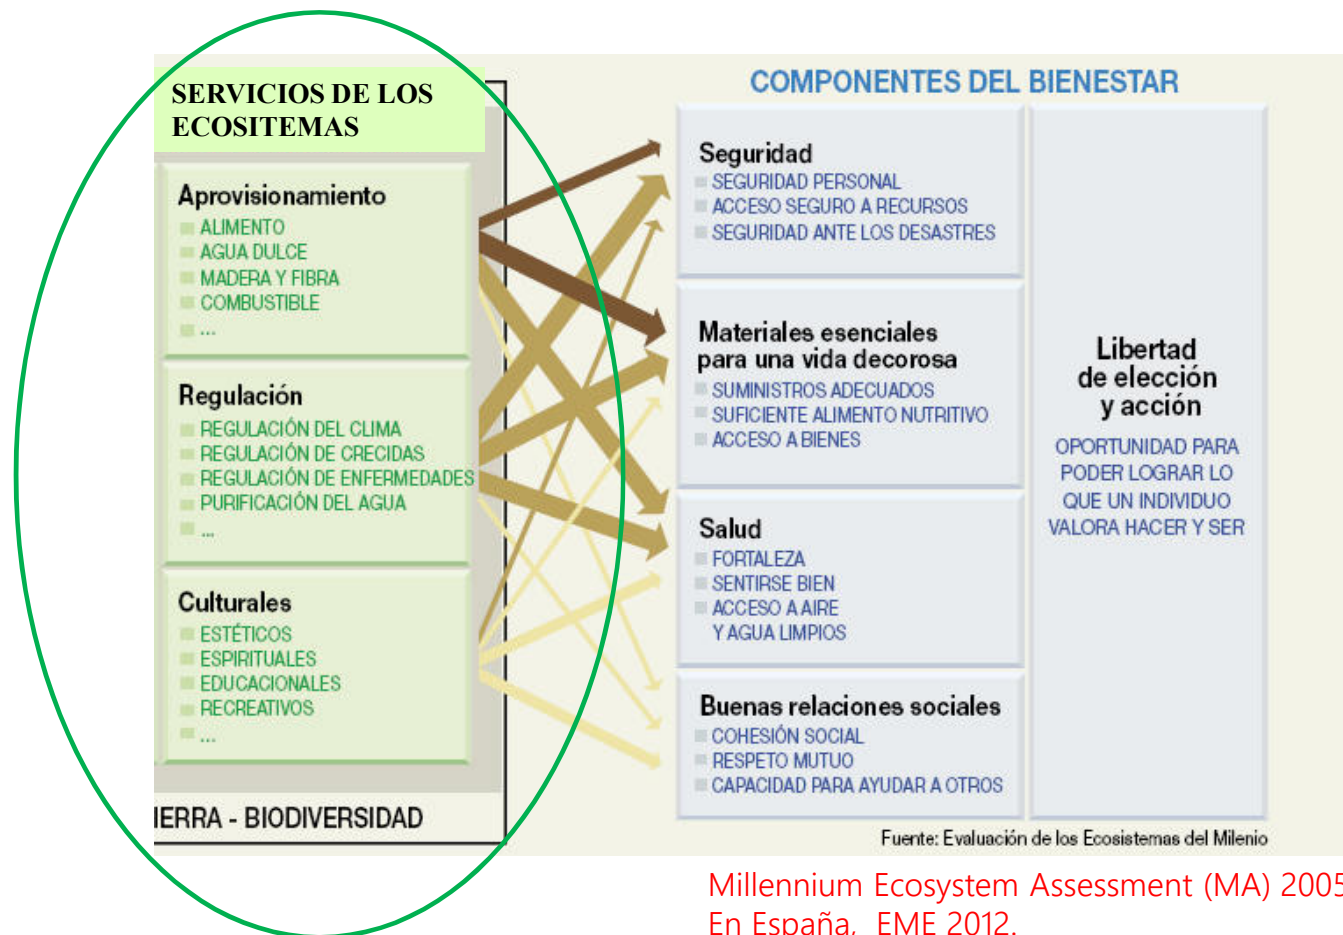 SERVICIOS DE LOS
ECOSITEMAS
Aprovisionamiento
ALIMENTO
AGUA DULCE
MADERA Y FIBRA
COMBUSTIBLE
...
Regulación
REGULACIÓN DEL CLIMA
REGULACIÓN DE CRECIDAS
REGULACIÓN DE ENFERMEDADES
PURIFICACIÓN DEL AGUA
...
Culturales
ESTÉTICOS
ESPIRITUALES
EDUCACIONALES
RECREATIVOS
...
IERRA - BIODIVERSIDAD
COMPONENTES DEL BIENESTAR
Seguridad
SEGURIDAD PERSONAL
ACCESO SEGURO A RECURSOS
SEGURIDAD ANTE LOS DESASTRES
Materiales esenciales
para una vida decorosa
SUMINISTROS ADECUADOS
SUFICIENTE ALIMENTO NUTRITIVO
ACCESO A BIENES
Salud
FORTALEZA
SENTIRSE BIEN
ACCESO A AIRE
Y AGUA LIMPIOS
Buenas relaciones sociales
COHESIÓN SOCIAL
RESPETO MUTUO
CAPACIDAD PARA AYUDAR A OTROS
Libertad
de elección
y acción
OPORTUNIDAD PARA
PODER LOGRAR LO
QUE UN INDIVIDUO
VALORA HACER Y SER
Fuente: Evaluación de los Ecosistemas del Milenio
Millennium Ecosystem Assessment (MA) 2005
En España, EME 2012.